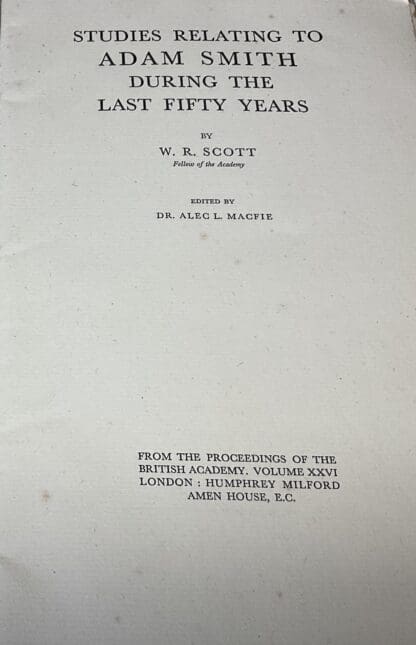 STUDIES RELATING TO
ADAM SMITH
DURING THE
LAST FIFTY YEARS
BY
W. R. SCOTT
Fellow of the Academy
EDITED BY
DR. ALEC L. MACFIE
FROM THE PROCEEDINGS OF THE
BRITISH ACADEMY. VOLUME XXVI
LONDON : HUMPHREY MILFORD
AMEN HOUSE, E.C.